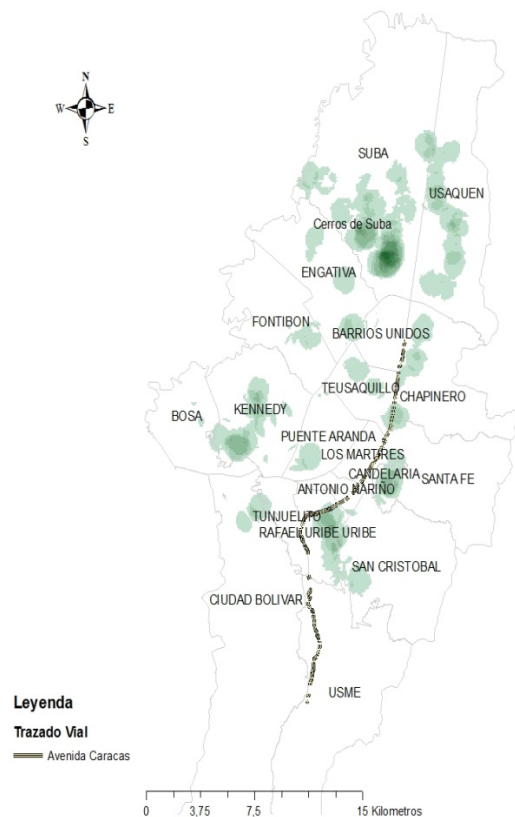 N
W E
S
SUBA
USAQUEN
Cerros de Suba
ENGATIVA
FONTIBON
BARRIOS UNIDOS
TEUSAQUILLO
CHAPINERO
BOSA
KENNEDY
PUENTE ARANDA
LOS MARTIRES
CANDELARIA
SANTA FE
ANTONIO NARIÑO
TUNJUELITO
RAFAEL URIBE URIBE
SAN CRISTOBAL
CIUDAD BOLIVAR
USME
Leyenda
Trazado Vial
Avenida Caracas
0 3,75 7,5 15 Kilometros